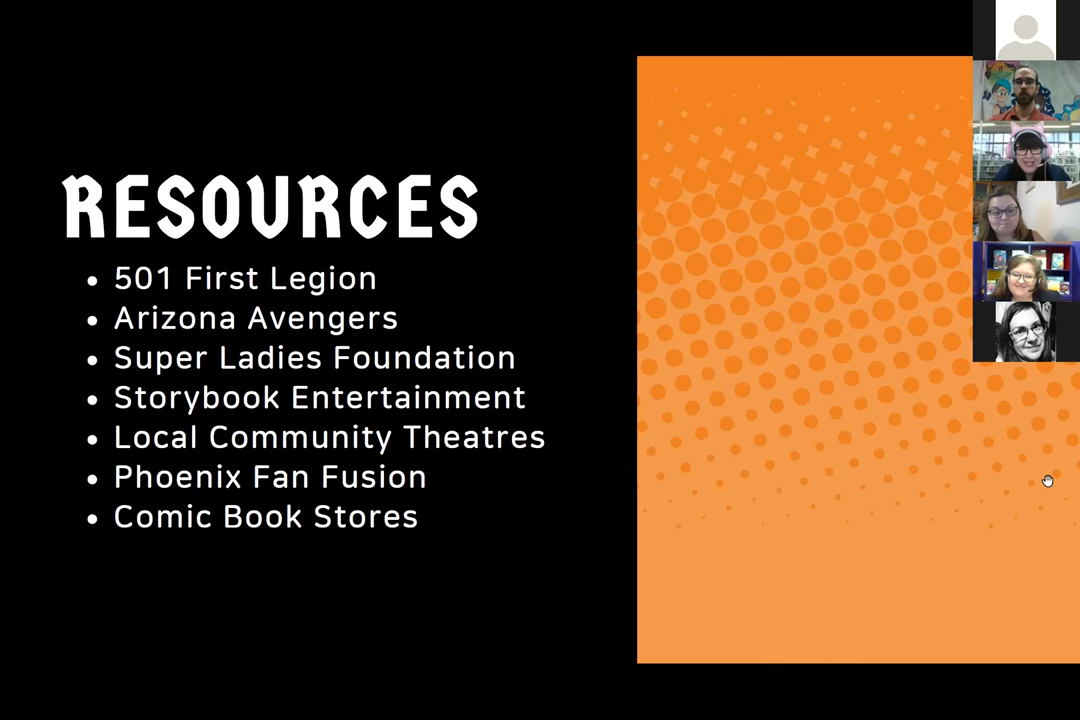 RESOURCES
501 First Legion
Arizona Avengers
Super Ladies Foundation
Storybook Entertainment
Local Community Theatres
Phoenix Fan Fusion
Comic Book Stores